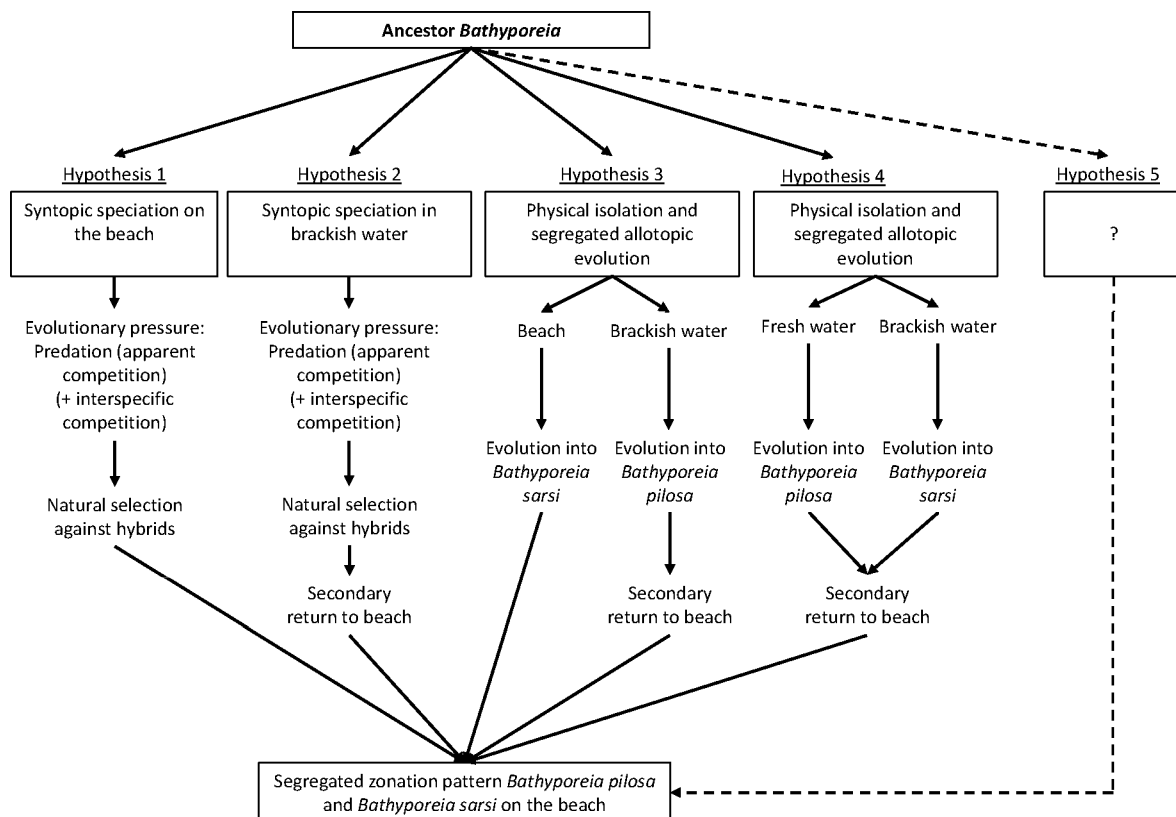 Ancestor Bathyporeia
Hypothesis 1
Syntopic speciation on
the beach
Evolutionary pressure:
Predation (apparent
competition)
(+ interspecific
competition)
Natural selection
against hybrids
Hypothesis 2
Syntopic speciation in
brackish water
Evolutionary pressure:
Predation (apparent
competition)
(+ interspecific
competition)
Natural selection
against hybrids
Secondary
return to beach
Hypothesis 3
Physical isolation and
segregated allotopic
evolution
Beach
Evolution into
Bathyporeia
sarsi
Brackish water
Evolution into
Bathyporeia
pilosa
Secondary
return to beach
Hypothesis 4
Physical isolation and
segregated allotopic
evolution
Fresh water
Evolution into
Bathyporeia
pilosa
Brackish water
Evolution into
Bathyporeia
sarsi
Secondary
return to beach
Hypothesis 5
?
Segregated zonation pattern Bathyporeia pilosa
and Bathyporeia sarsi on the beach